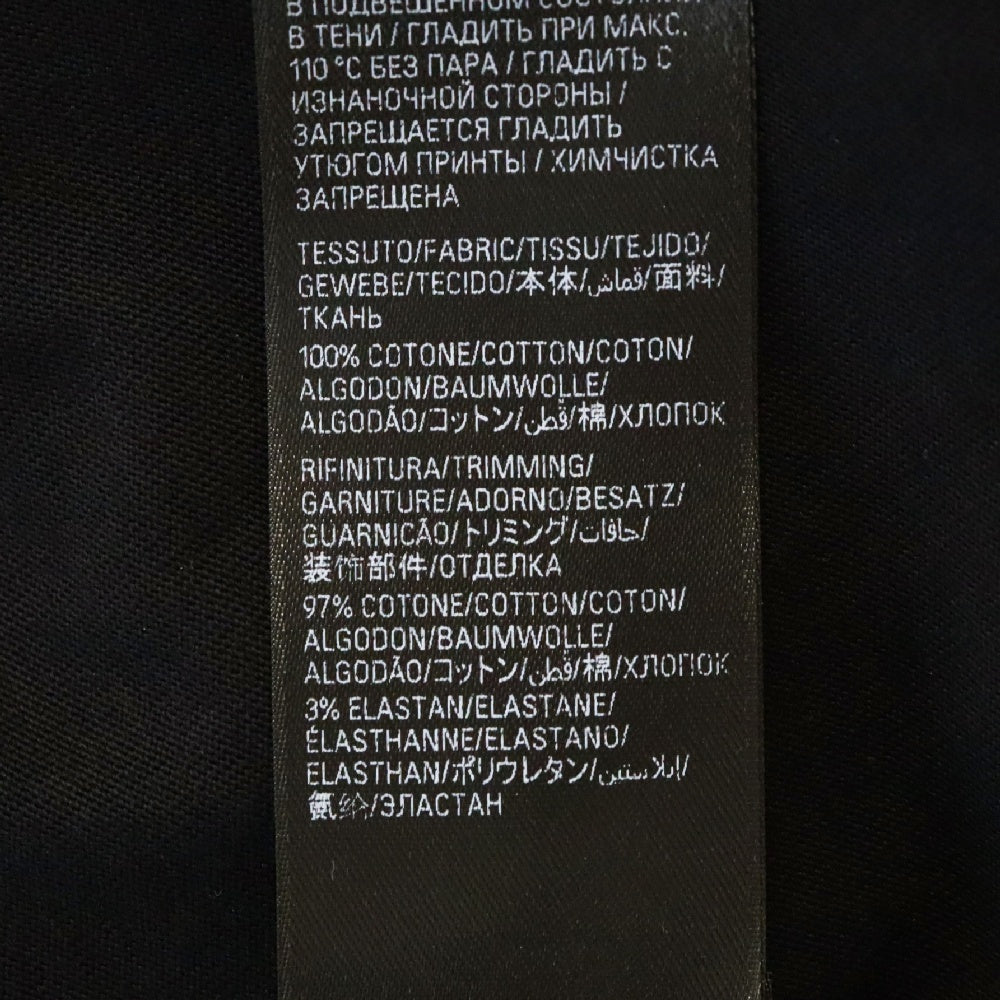 В ПОДВЕШЕННОМ СОСТОЯНИИ
В ТЕНИ / ГЛАДИТЬ ПРИ МАКС.
110 °C БЕЗ ПАРА / ГЛАДИТЬ С
ИЗНАНОЧНОЙ СТОРОНЫ /
ЗАПРЕЩАЕТСЯ ГЛАДИТЬ
УТЮГОМ ПРИНТЫ / ХИМЧИСТКА
ЗАПРЕЩЕНА
TESSUTO/FABRIC/TISSU/TEJIDO/
GEWEBE/TECIDO/本体/قماش/面料/
ТКАНЬ
100% COTONE/COTTON/COTON/
ALGODON/BAUMWOLLE/
ALGODÃO/コットン/قطن/棉/ХЛОПОК
RIFINITURA/TRIMMING/
GARNITURE/ADORNO/BESATZ/
GUARNICÃO/トリミング/حافات/
装饰部件/ОТДЕЛКА
97% COTONE/COTTON/COTON/
ALGODON/BAUMWOLLE/
ALGODÃO/コットン/قطن/棉/ХЛОПОК
3% ELASTAN/ELASTANE/
ÉLASTHANNE/ELASTANO/
ELASTHAN/ポリウレタン/إيلاستين/
氨纶/ЭЛАСТАН